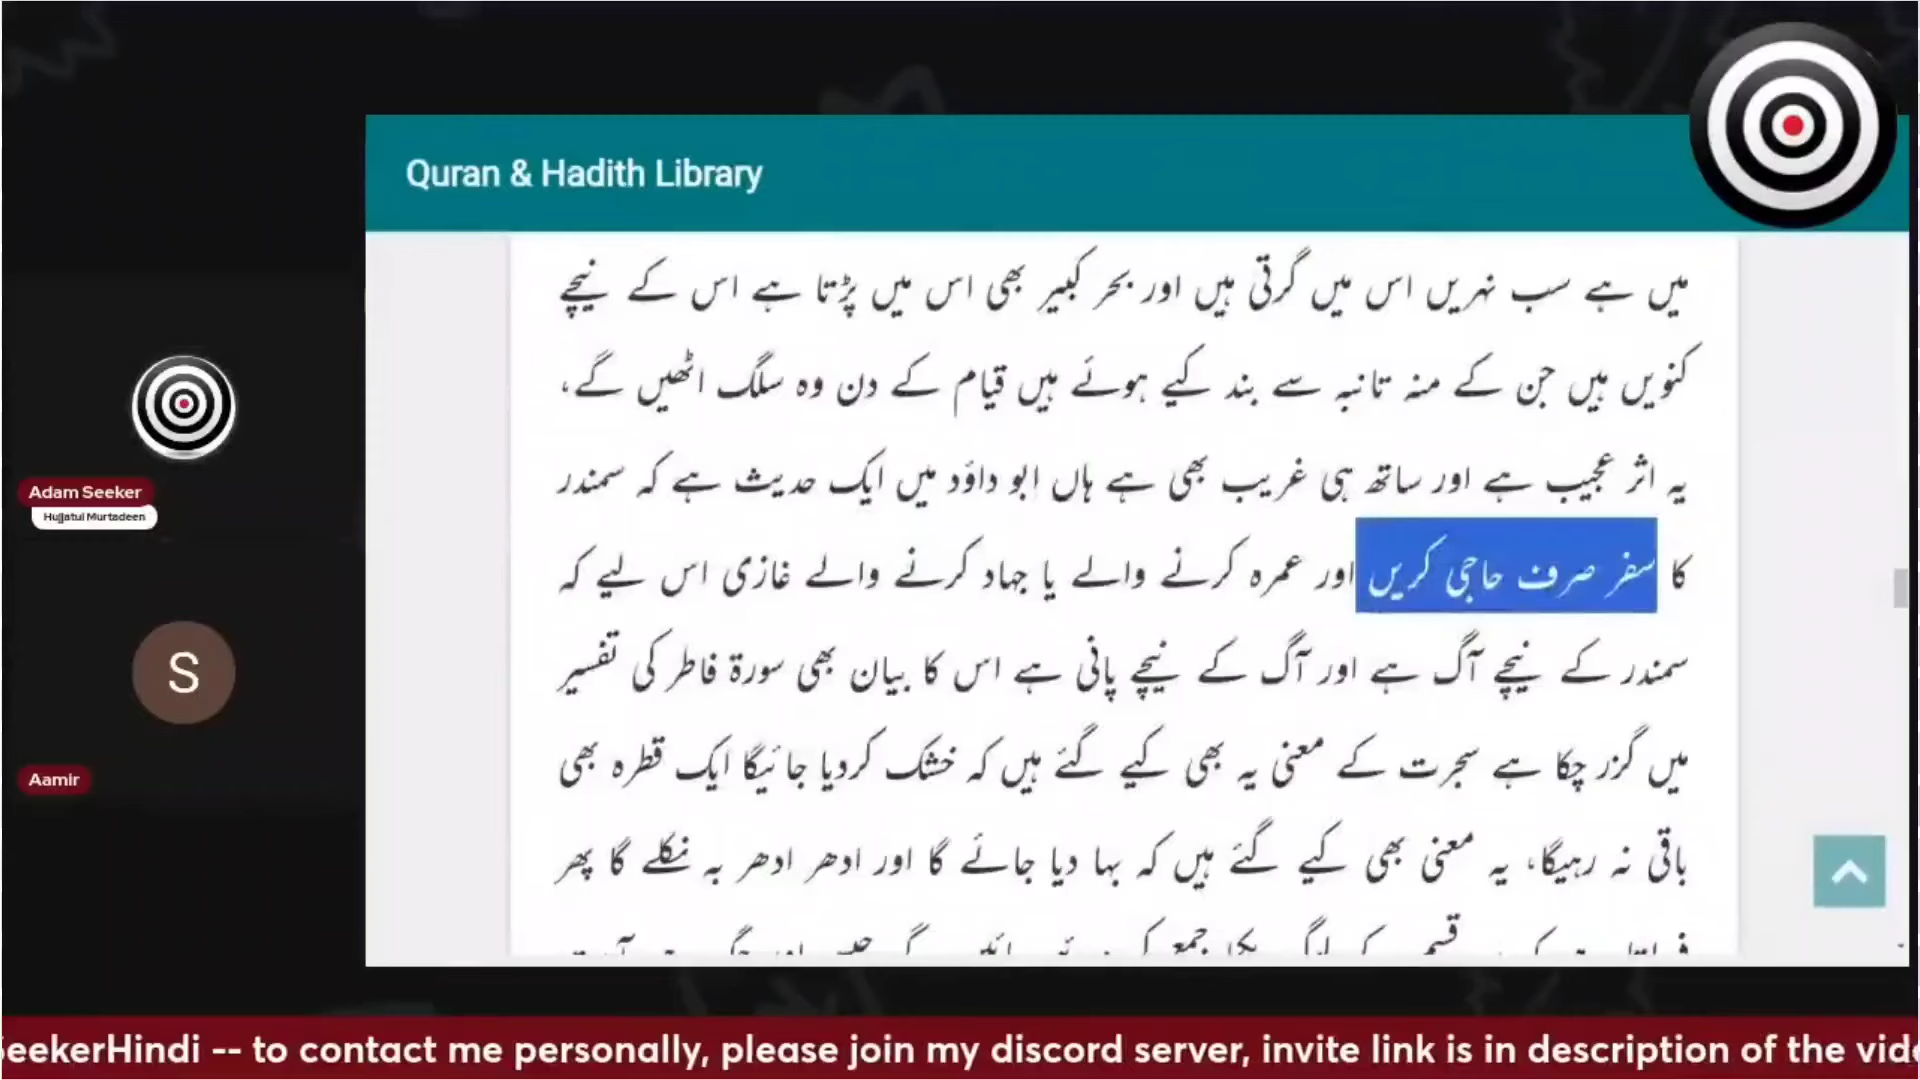 Quran & Hadith Library
میں ہے سب نہریں اس میں گرتی ہیں اور بحر کبیر بھی اس میں پڑتا ہے اس کے نیچے
کنویں ہیں جن کے منہ تانبہ سے بند کیے ہوئے ہیں قیام کے دن وہ سلگ اٹھیں گے،
یہ اثر عجیب ہے اور ساتھ ہی غریب بھی ہے ہاں ابو داؤد میں ایک حدیث ہے کہ سمندر
کا سفر صرف حاجی کریں اور عمرہ کرنے والے یا جہاد کرنے والے غازی اس لیے کہ
سمندر کے نیچے آگ ہے اور آگ کے نیچے پانی ہے اس کا بیان بھی سورۃ فاطر کی تفسیر
میں گزر چکا ہے سجرت کے معنی یہ بھی کیے گئے ہیں کہ خشک کردیا جائیگا ایک قطرہ بھی
باقی نہ رہیگا، یہ معنی بھی کیے گئے ہیں کہ بہا دیا جائے گا اور ادھر ادھر بہ نکلے گا پھر
Adam Seeker
Hujjatul Murtadeen
S
Aamir
eekerHindi -- to contact me personally, please join my discord server, invite link is in description of the vid